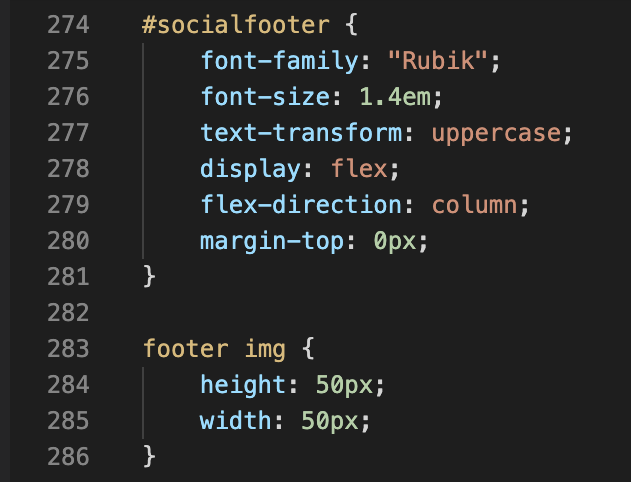 274 #socialfooter {
275 font-family: "Rubik";
276 font-size: 1.4em;
277 text-transform: uppercase;
278 display: flex;
279 flex-direction: column;
280 margin-top: 0px;
281 }
282
283 footer img {
284 height: 50px;
285 width: 50px;
286 }